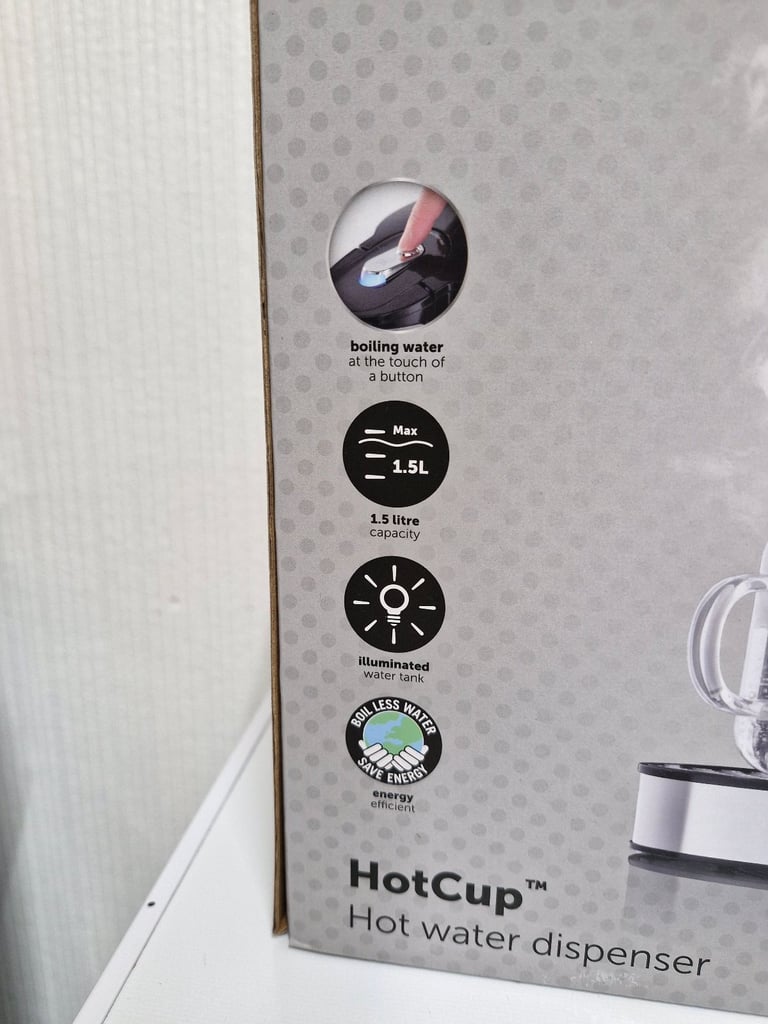 boiling water
at the touch of
a button
Max
1.5L
1.5 litre
capacity
illuminated
water tank
BOIL LESS WATER
SAVE ENERGY
energy
efficient
HotCup™
Hot water dispenser